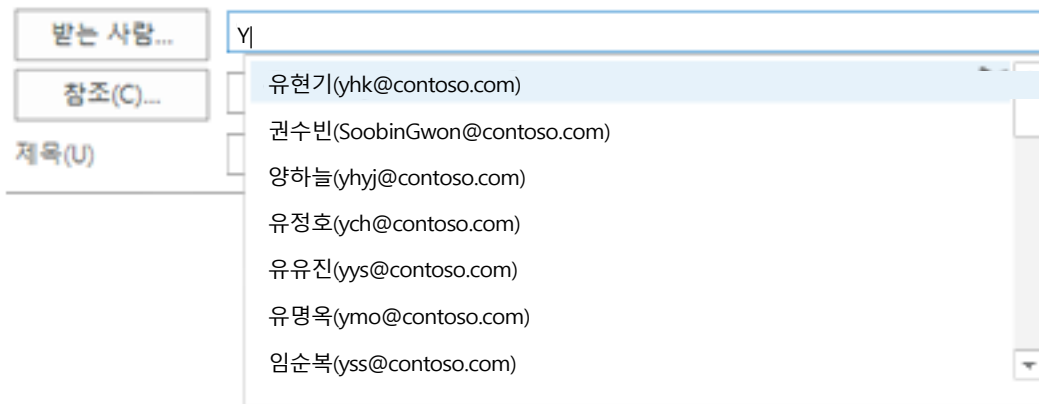 받는 사람...
Y
참조(C)...
제목(U)
유현기(yhk@contoso.com)
권수빈(SoobinGwon@contoso.com)
양하늘(yhyj@contoso.com)
유정호(ych@contoso.com)
유유진(yys@contoso.com)
유명옥(ymo@contoso.com)
임순복(yss@contoso.com)